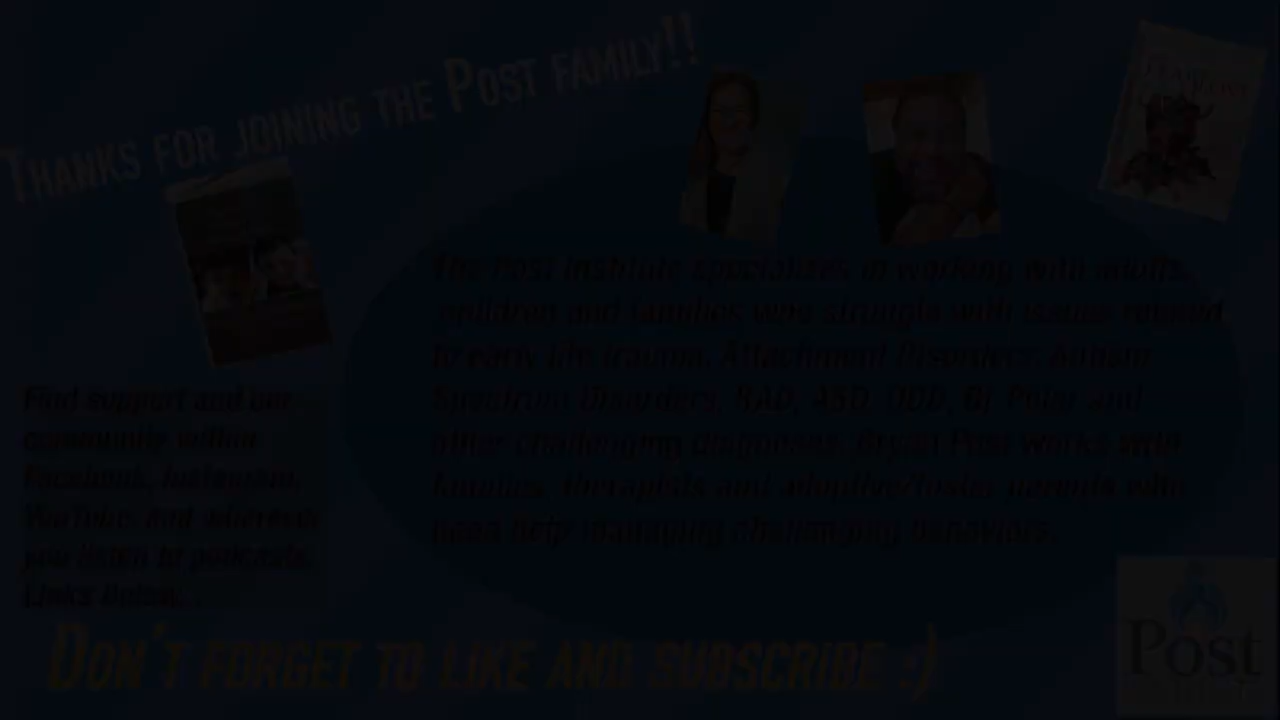 Thanks for joining the Post family!!
The Post Institute specializes in working with adults,
children and families who struggle with issues related
to early life trauma, Attachment Disorders, Autism
Spectrum Disorders, RAD, ASD, ODD, Bi-Polar and
other challenging diagnoses. Bryan Post works with
families, therapists and adoptive/foster parents who
need help managing challenging behaviors.
Find support and our
community within
Facebook, Instagram,
YouTube, and wherever
you listen to podcasts.
Links Below.
Don't forget to like and subscribe :)
Post